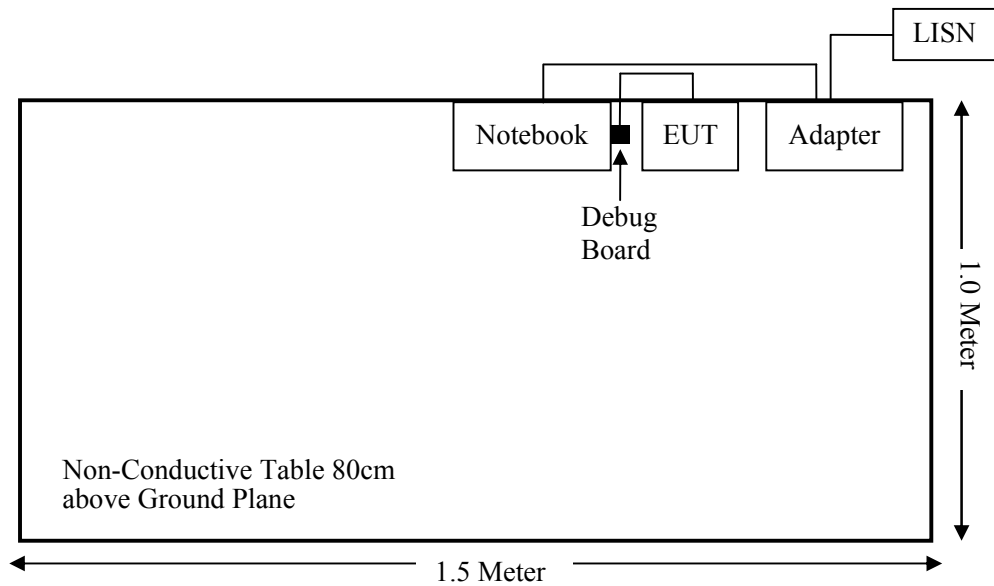 LISN
Notebook
EUT
Adapter
Debug
Board
1.0 Meter
Non-Conductive Table 80cm
above Ground Plane
1.5 Meter